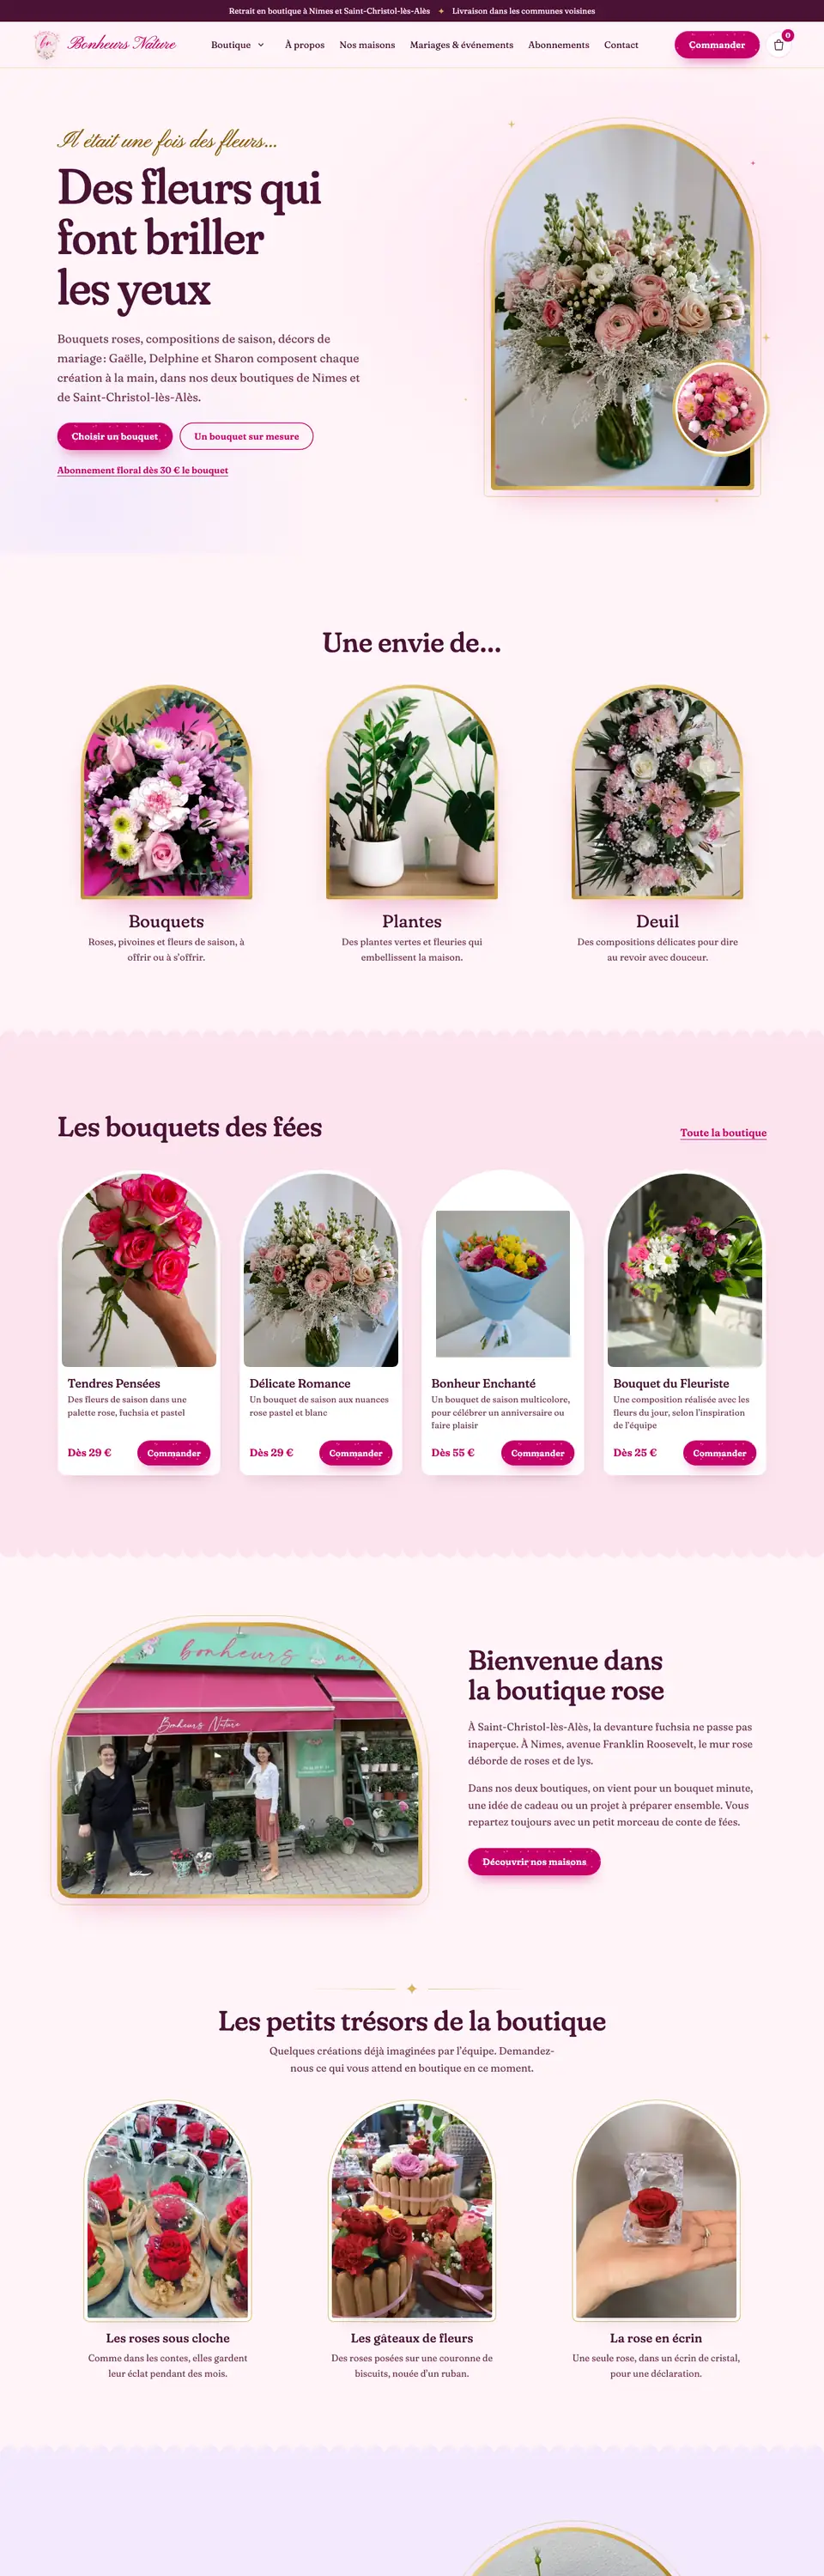 Retrait en boutique à Nîmes et Saint-Christol-lès-Alès ✦ Livraison dans les communes voisines
Bonheurs Nature
Boutique
À propos
Nos maisons
Mariages & événements
Abonnements
Contact
Commander
0
Il était une fois des fleurs...
Des fleurs qui
font briller
les yeux
Bouquets roses, compositions de saison, décors de
mariage : Gaëlle, Delphine et Sharon composent chaque
création à la main, dans nos deux boutiques de Nîmes et
de Saint-Christol-lès-Alès.
Choisir un bouquet
Un bouquet sur mesure
Abonnement floral dès 30 € le bouquet
Une envie de...
Bouquets
Roses, pivoines et fleurs de saison, à
offrir ou à s'offrir.
Plantes
Des plantes vertes et fleuries qui
embellissent la maison.
Deuil
Des compositions délicates pour dire
au revoir avec douceur.
Les bouquets des fées
Toute la boutique
Tendres Pensées
Des fleurs de saison dans une
palette rose, fuchsia et pastel
Dès 29 €
Commander
Délicate Romance
Un bouquet de saison aux nuances
rose pastel et blanc
Dès 29 €
Commander
Bonheur Enchanté
Un bouquet de saison multicolore,
pour célébrer un anniversaire ou
faire plaisir
Dès 55 €
Commander
Bouquet du Fleuriste
Une composition réalisée avec les
fleurs du jour, selon l'inspiration
de l'équipe
Dès 25 €
Commander
bonheurs na
Bonheurs Nature
Bienvenue dans
la boutique rose
À Saint-Christol-lès-Alès, la devanture fuchsia ne passe pas
inaperçue. À Nîmes, avenue Franklin Roosevelt, le mur rose
déborde de roses et de lys.
Dans nos deux boutiques, on vient pour un bouquet minute,
une idée de cadeau ou un projet à préparer ensemble. Vous
repartez toujours avec un petit morceau de conte de fées.
Découvrir nos maisons
Les petits trésors de la boutique
Quelques créations déjà imaginées par l'équipe. Demandez-
nous ce qui vous attend en boutique en ce moment.
Les roses sous cloche
Comme dans les contes, elles gardent
leur éclat pendant des mois.
Les gâteaux de fleurs
Des roses posées sur une couronne de
biscuits, nouée d'un ruban.
La rose en écrin
Une seule rose, dans un écrin de cristal,
pour une déclaration.